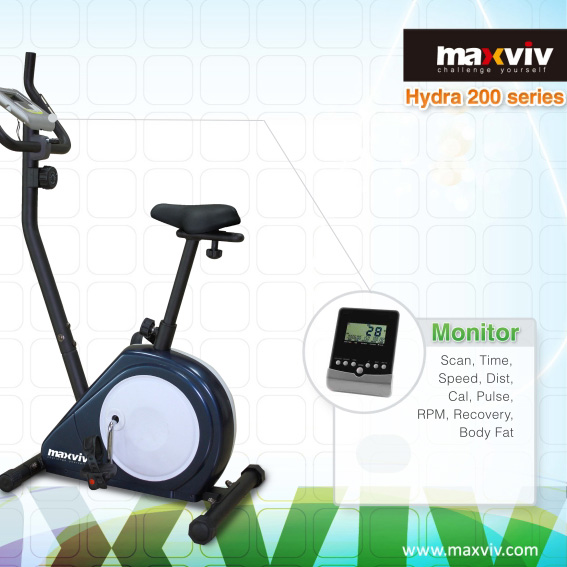 maxviv
challenge yourself
Hydra 200 series
Monitor
Scan, Time,
Speed, Dist,
Cal, Pulse,
RPM, Recovery,
Body Fat
28
maxviv
MAXVIV
www.maxviv.com